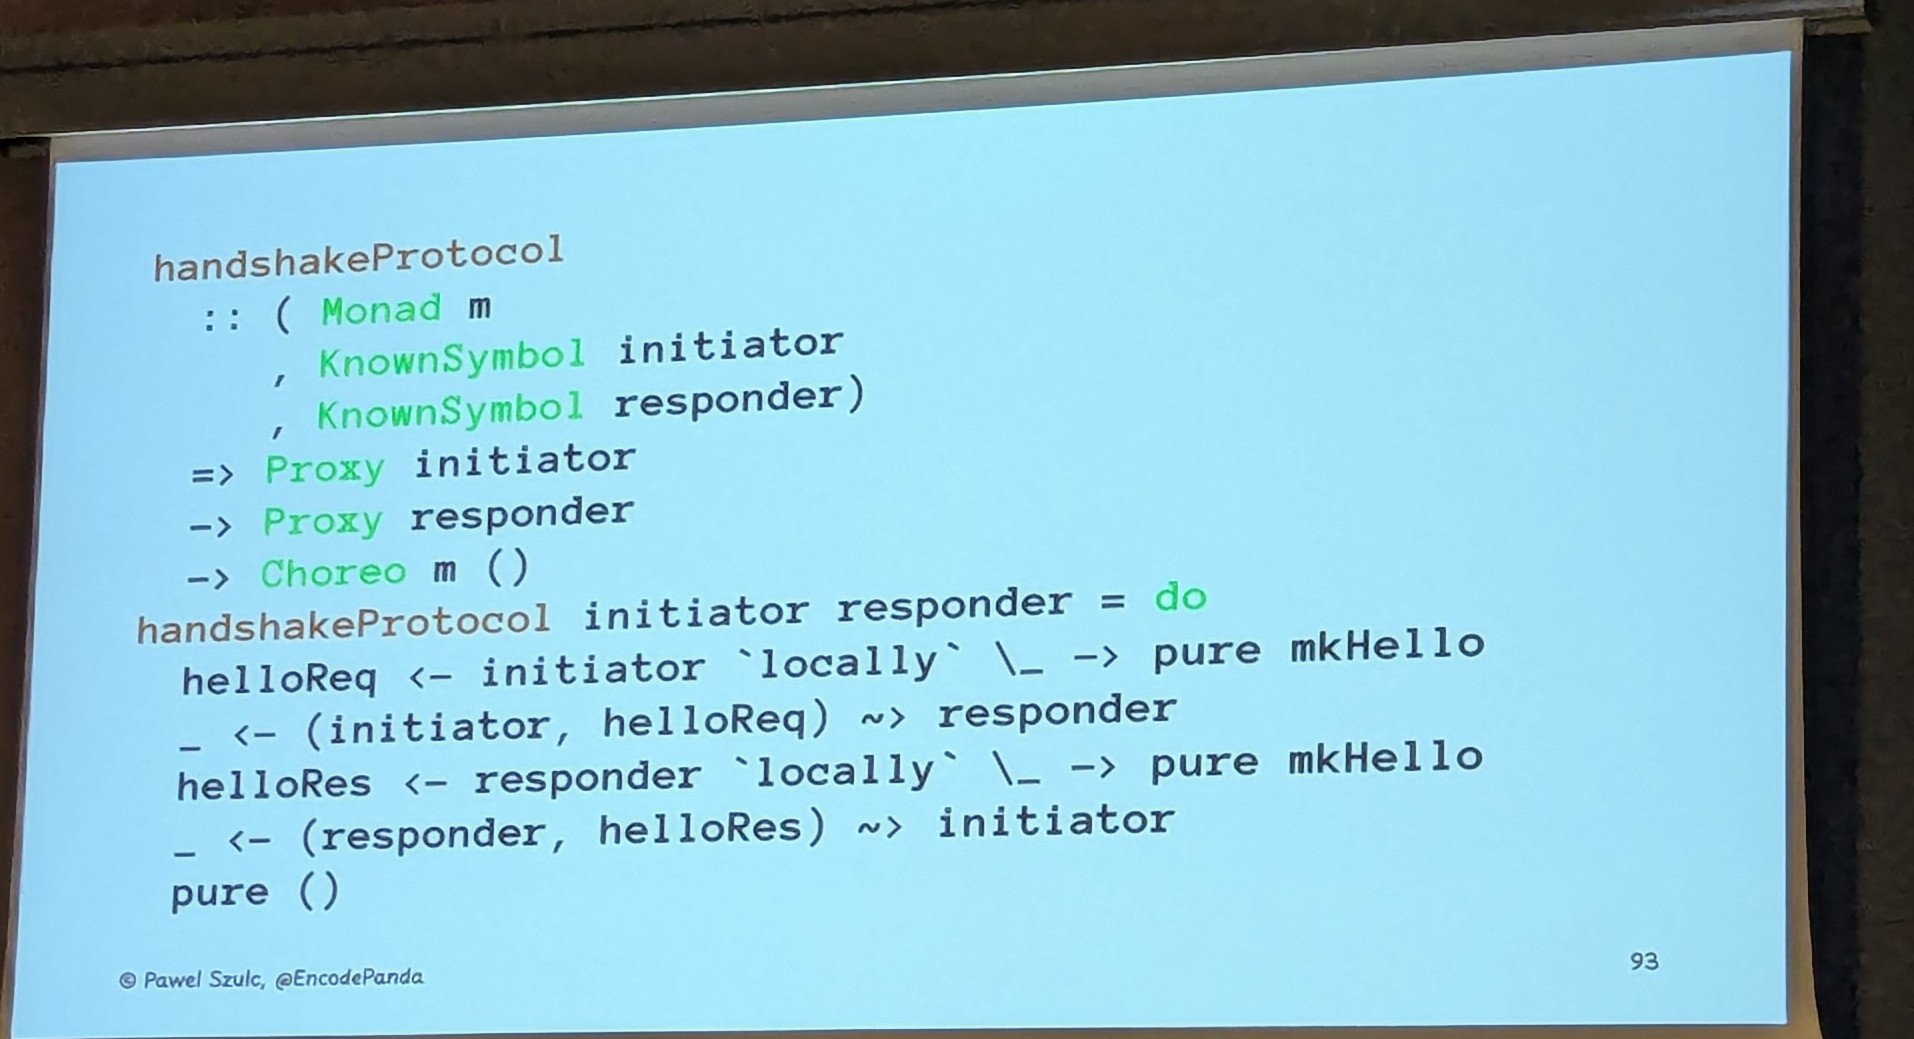 handshakeProtocol
:: ( Monad m
, KnownSymbol initiator
, KnownSymbol responder)
=> Proxy initiator
-> Proxy responder
-> Choreo m ()
handshakeProtocol initiator responder = do
helloReq <- initiator `locally` \_ -> pure mkHello
_ <- (initiator, helloReq) ~> responder
helloRes <- responder `locally` \_ -> pure mkHello
_ <- (responder, helloRes) ~> initiator
pure ()
© Pawel Szulc, @EncodePanda
93